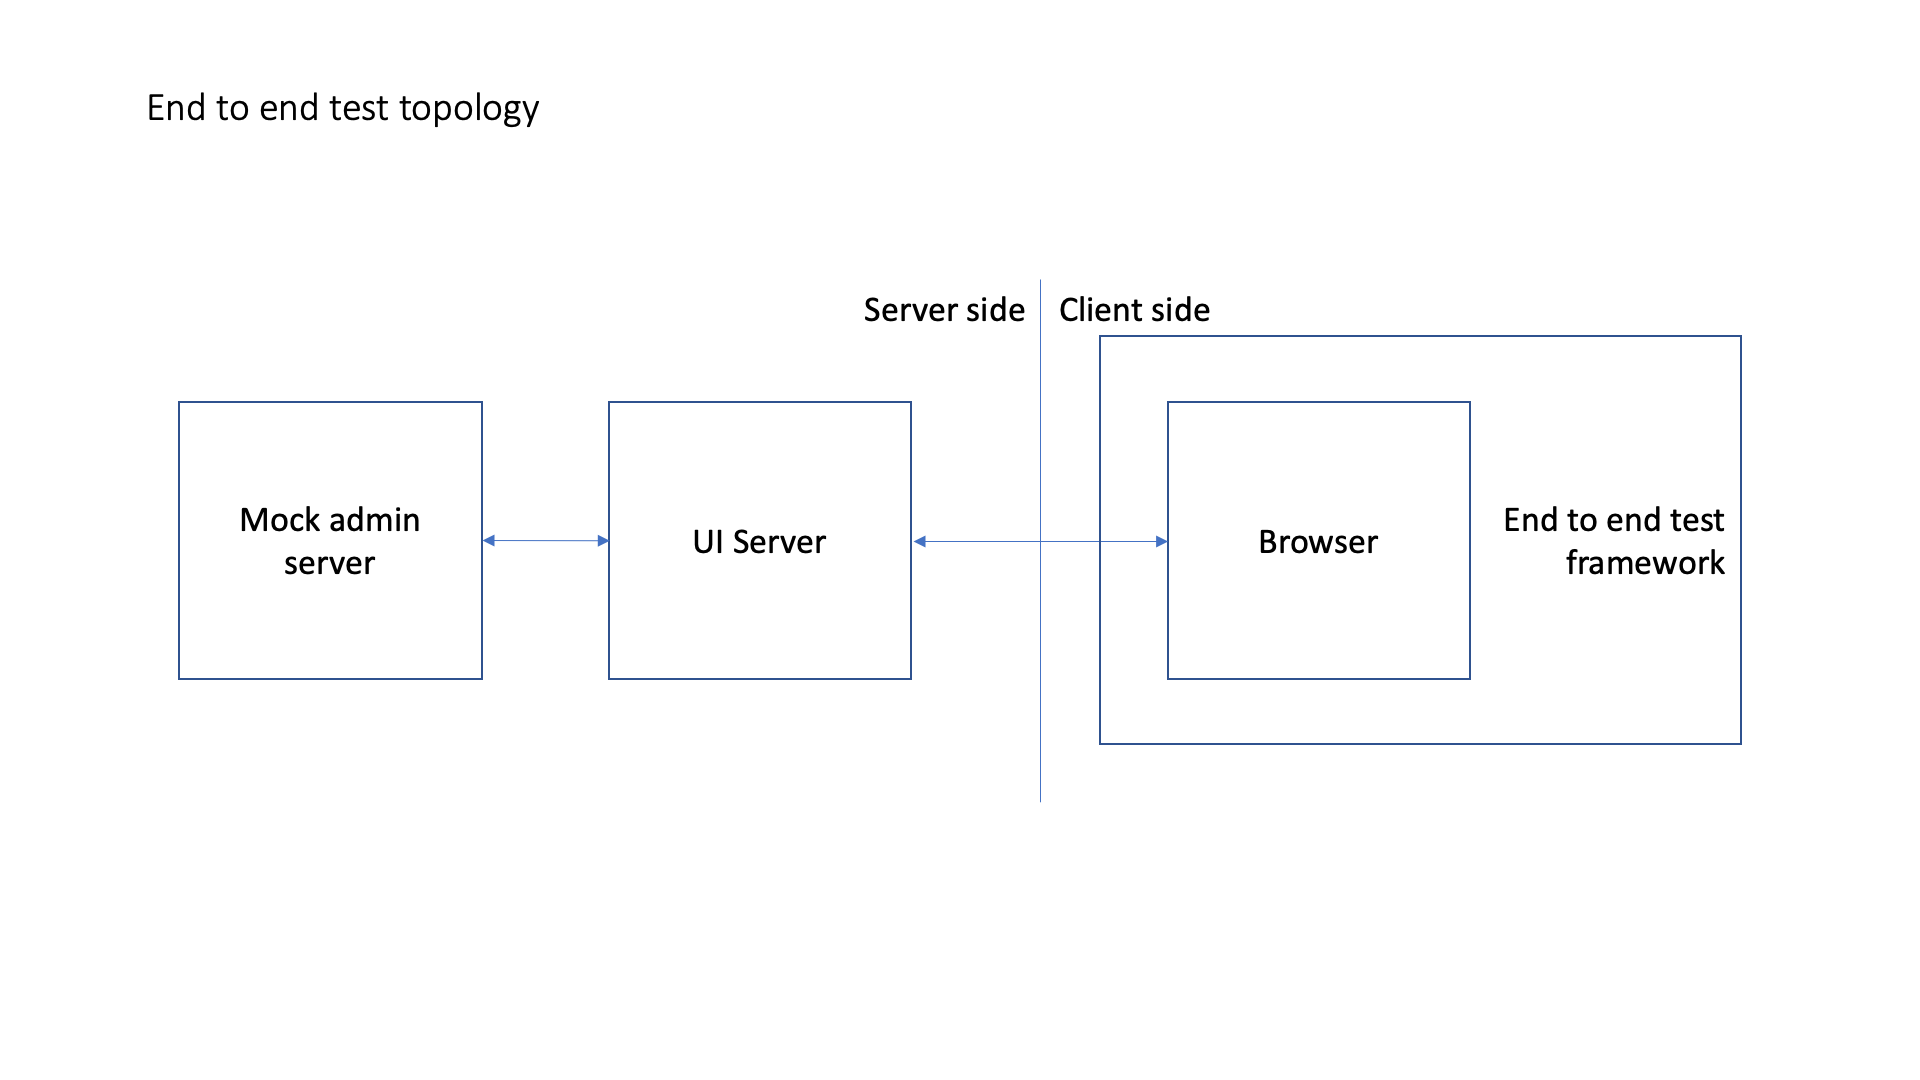 End to end test topology
Server side
Client side
Mock admin
server
UI Server
Browser
End to end test
framework